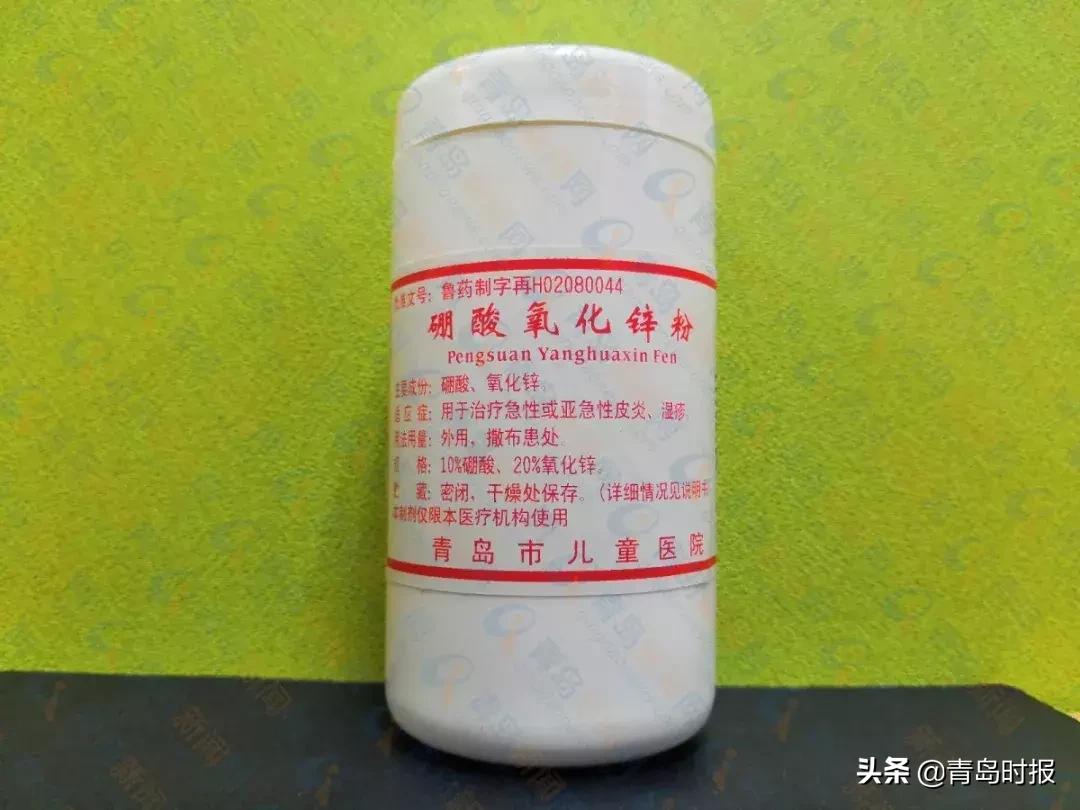 批准文号：鲁药制字再H02080044
硼酸氧化锌粉
Pengsuan Yanghuaxin Fen
主要成份：硼酸、氧化锌。
适应症：用于治疗急性或亚急性皮炎、湿疹。
用法用量：外用，撒布患处。
规格：10%硼酸、20%氧化锌。
贮藏：密闭，干燥处保存。（详细情况见说明书
本制剂仅限本医疗机构使用
青岛市儿童医院
头条 @青岛时报